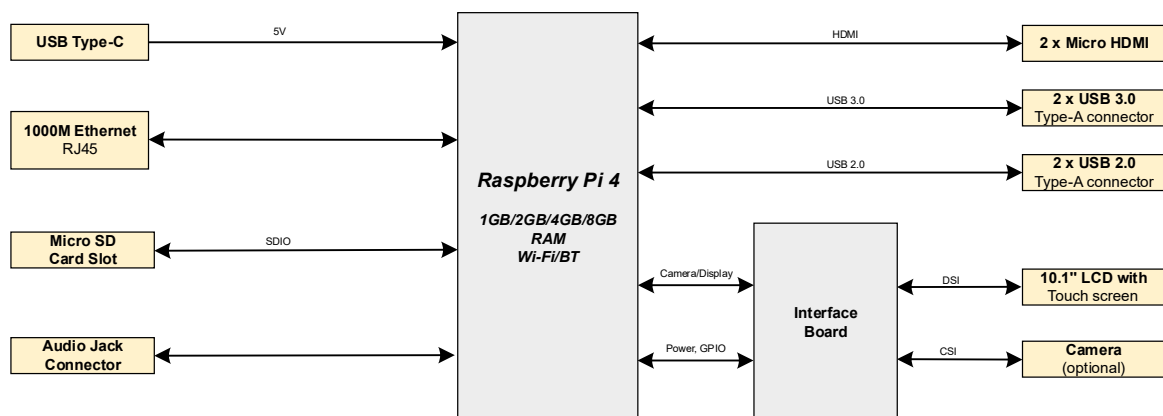 USB Type-C
5V
1000M Ethernet
RJ45
Micro SD
Card Slot
SDIO
Audio Jack
Connector
Raspberry Pi 4
1GB/2GB/4GB/8GB
RAM
Wi-Fi/BT
HDMI
2 x Micro HDMI
USB 3.0
2 x USB 3.0
Type-A connector
USB 2.0
2 x USB 2.0
Type-A connector
Camera/Display
Power, GPIO
Interface
Board
DSI
10.1" LCD with
Touch screen
CSI
Camera
(optional)